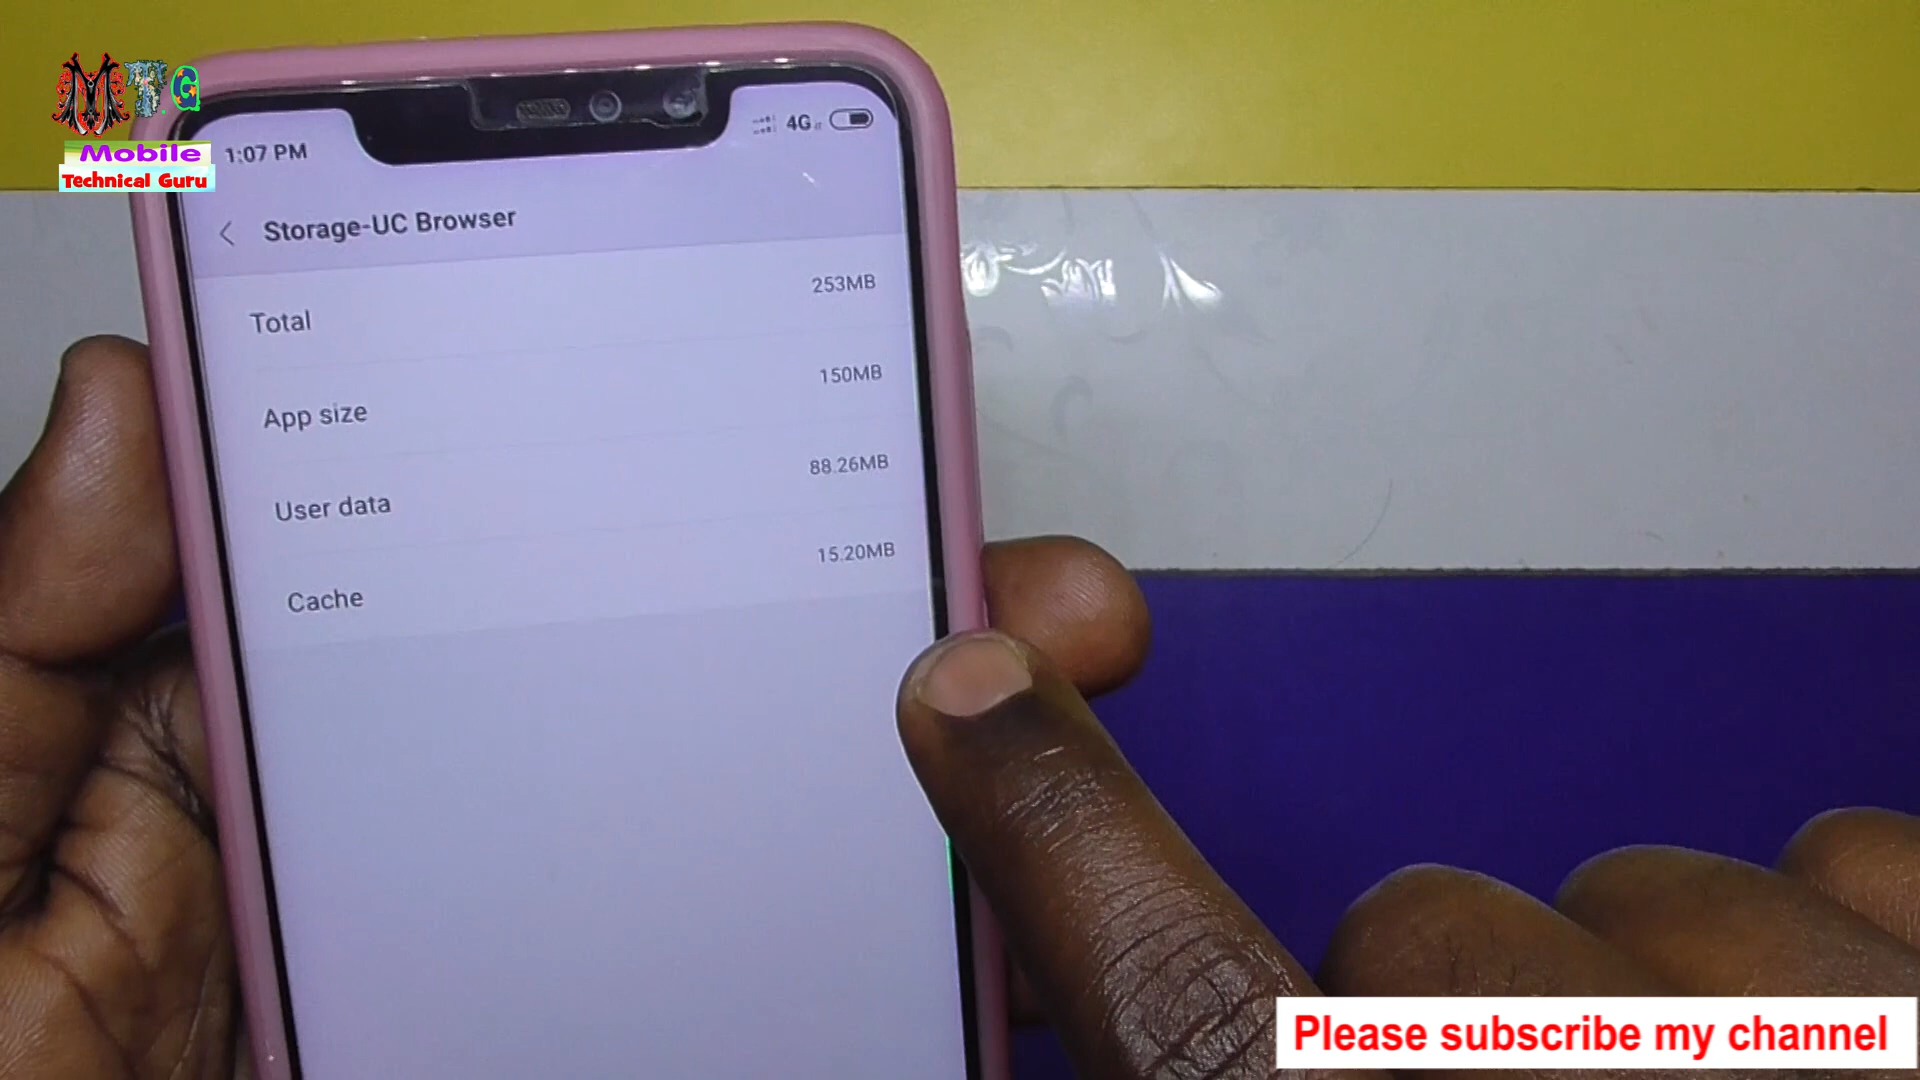 MTG
Mobile
Technical Guru
1:07 PM
4G
Storage-UC Browser
Total
253MB
App size
150MB
User data
88.26MB
Cache
15.20MB
Please subscribe my channel